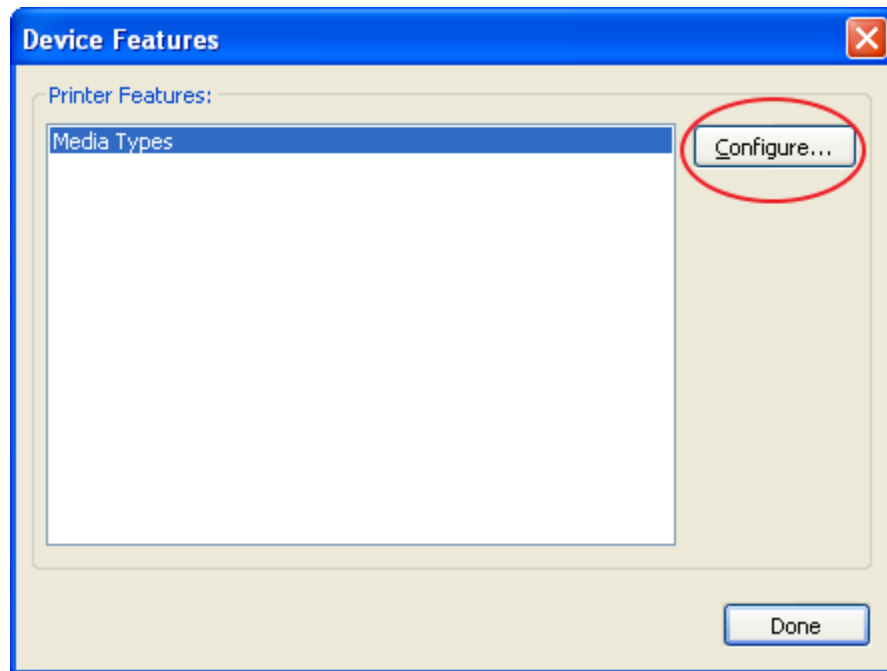 Device Features
Printer Features:
Media Types
Configure...
Done